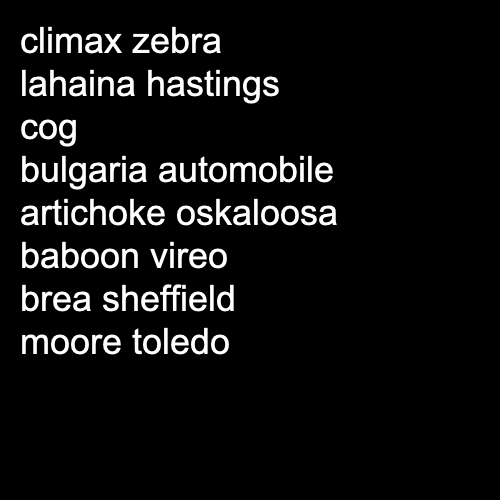 climax zebra
lahaina hastings
cog
bulgaria automobile
artichoke oskaloosa
baboon vireo
brea sheffield
moore toledo